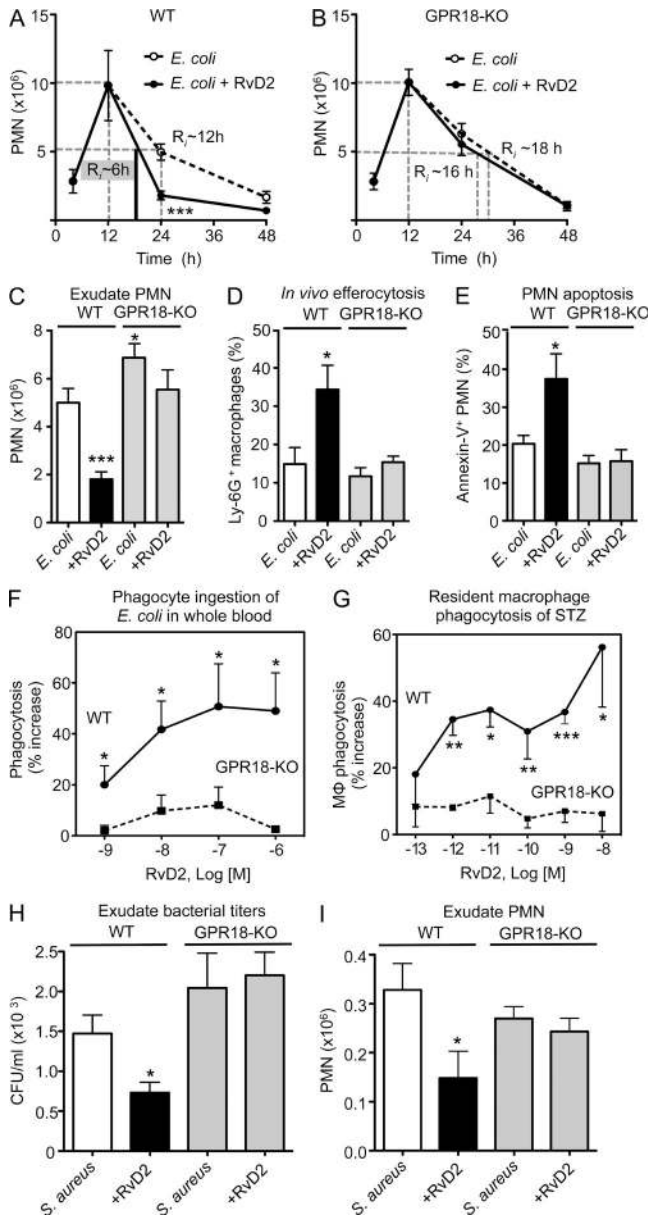 A
WT
PMN (x10⁶)
15
10
5
0
E. coli
E. coli + RvD2
Rᵢ~12h
Rᵢ~6h
***
0 12 24 36 48
Time (h)
B
GPR18-KO
PMN (x10⁶)
15
10
5
E. coli
E. coli + RvD2
Rᵢ ~18 h
Rᵢ ~16 h
0 12 24 36 48
Time (h)
C
Exudate PMN
WT GPR18-KO
PMN (x10⁶)
8
6
4
2
0
***
*
E. coli
+RvD2
E. coli
+RvD2
D
In vivo efferocytosis
WT GPR18-KO
Ly-6G⁺ macrophages (%)
50
40
30
20
10
0
*
E. coli
+RvD2
E. coli
+RvD2
E
PMN apoptosis
WT GPR18-KO
Annexin-V⁺ PMN (%)
50
40
30
20
10
0
*
E. coli
+RvD2
E. coli
+RvD2
F
Phagocyte ingestion of
E. coli in whole blood
Phagocytosis
(% increase)
80
60
40
20
0
WT
GPR18-KO
*
*
*
*
-9 -8 -7 -6
RvD2, Log [M]
G
Resident macrophage
phagocytosis of STZ
MΦ phagocytosis
(% increase)
60
40
20
0
WT
GPR18-KO
**
*
**
***
*
-13 -12 -11 -10 -9 -8
RvD2, Log [M]
H
Exudate bacterial titers
WT GPR18-KO
CFU/ml (x10 ³)
2.5
2.0
1.5
1.0
0.5
0
*
S. aureus
+RvD2
S. aureus
+RvD2
I
Exudate PMN
WT GPR18-KO
PMN (x10⁶)
0.4
0.3
0.2
0.1
0.0
*
S. aureus
+RvD2
S. aureus
+RvD2